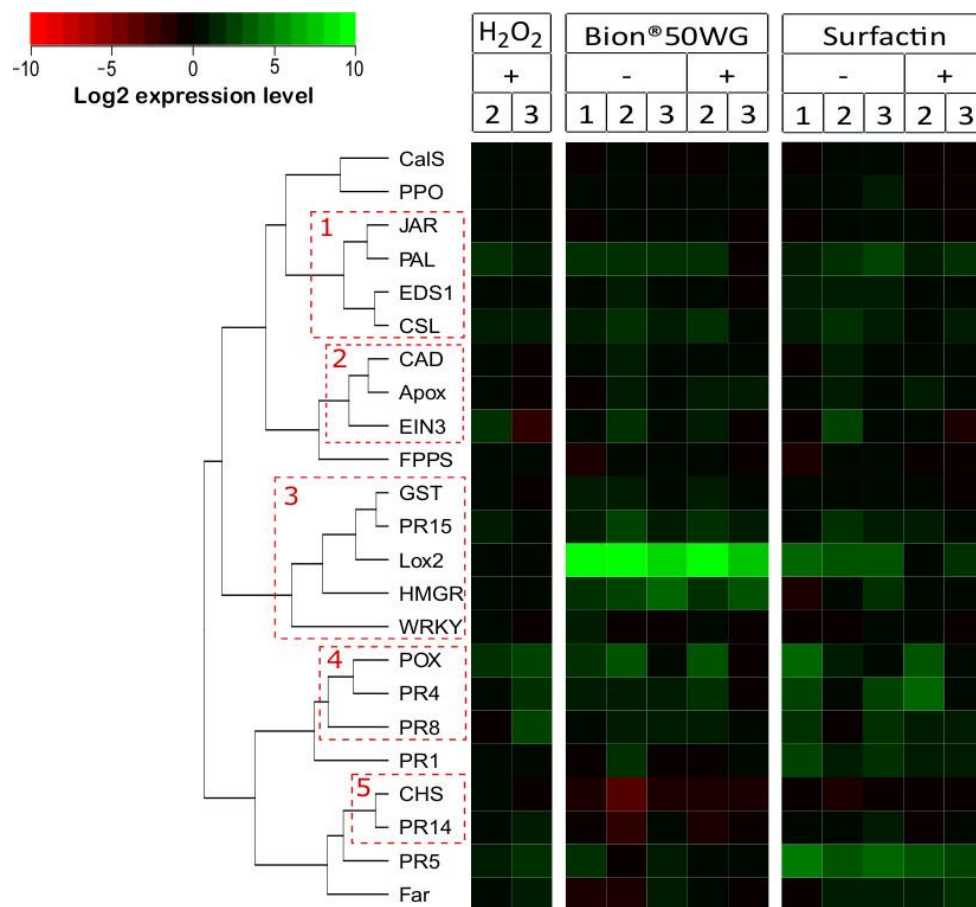 -10 -5 0 5 10
Log2 expression level
H₂O₂ Bion®50WG Surfactin
+ - + - +
2 3 1 2 3 2 3 1 2 3 2 3
CalS
PPO
1 JAR
PAL
EDS1
CSL
2 CAD
Apox
EIN3
FPPS
3 GST
PR15
Lox2
HMGR
WRKY
4 POX
PR4
PR8
PR1
5 CHS
PR14
PR5
Far